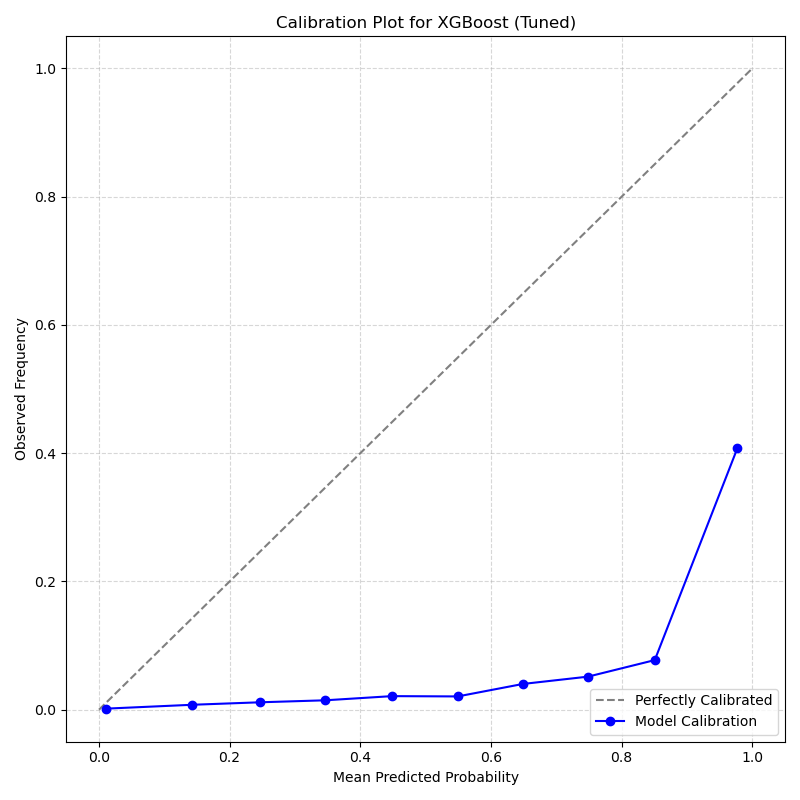 Calibration Plot for XGBoost (Tuned)
1.0
0.8
0.6
0.4
0.2
0.0
Observed Frequency
0.0 0.2 0.4 0.6 0.8 1.0
Mean Predicted Probability
Perfectly Calibrated
Model Calibration